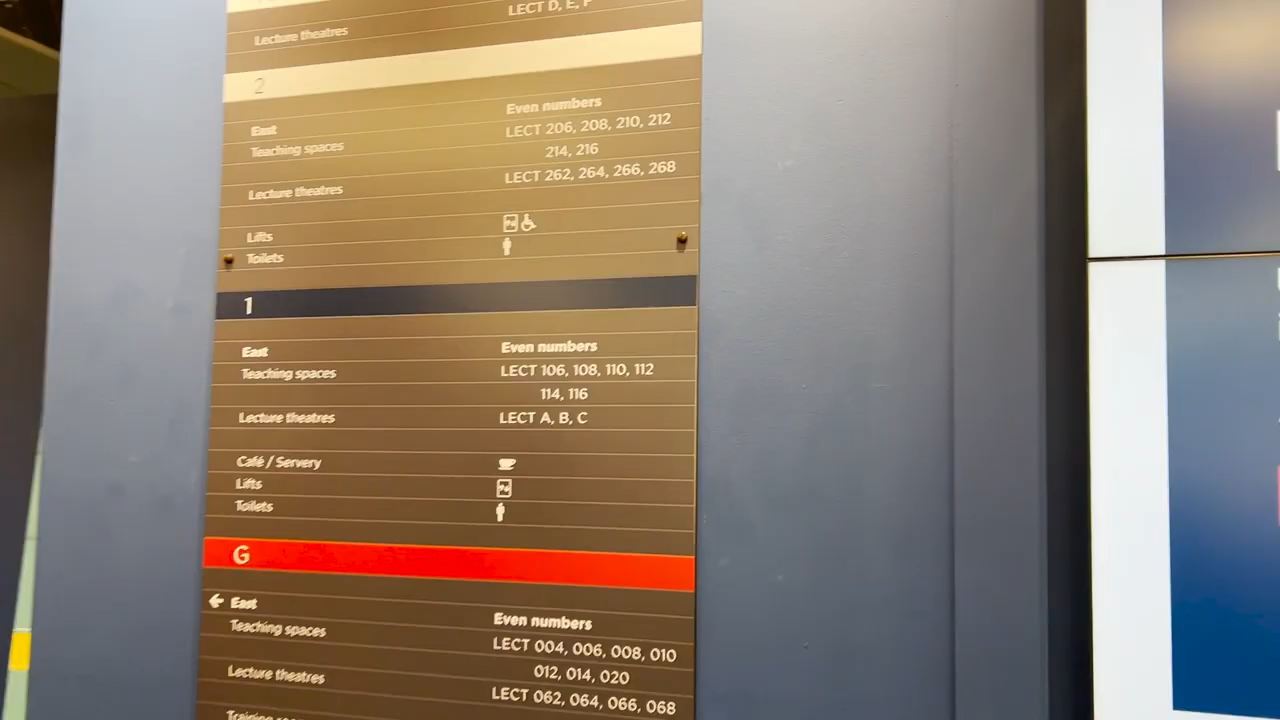 LECT D, E, F
Lecture theatres
2
East Even numbers
Teaching spaces LECT 206, 208, 210, 212
214, 216
Lecture theatres LECT 262, 264, 266, 268
Lifts
Toilets
1
East Even numbers
Teaching spaces LECT 106, 108, 110, 112
114, 116
Lecture theatres LECT A, B, C
Café / Servery
Lifts
Toilets
G
← East Even numbers
Teaching spaces LECT 004, 006, 008, 010
012, 014, 020
Lecture theatres LECT 062, 064, 066, 068
Training